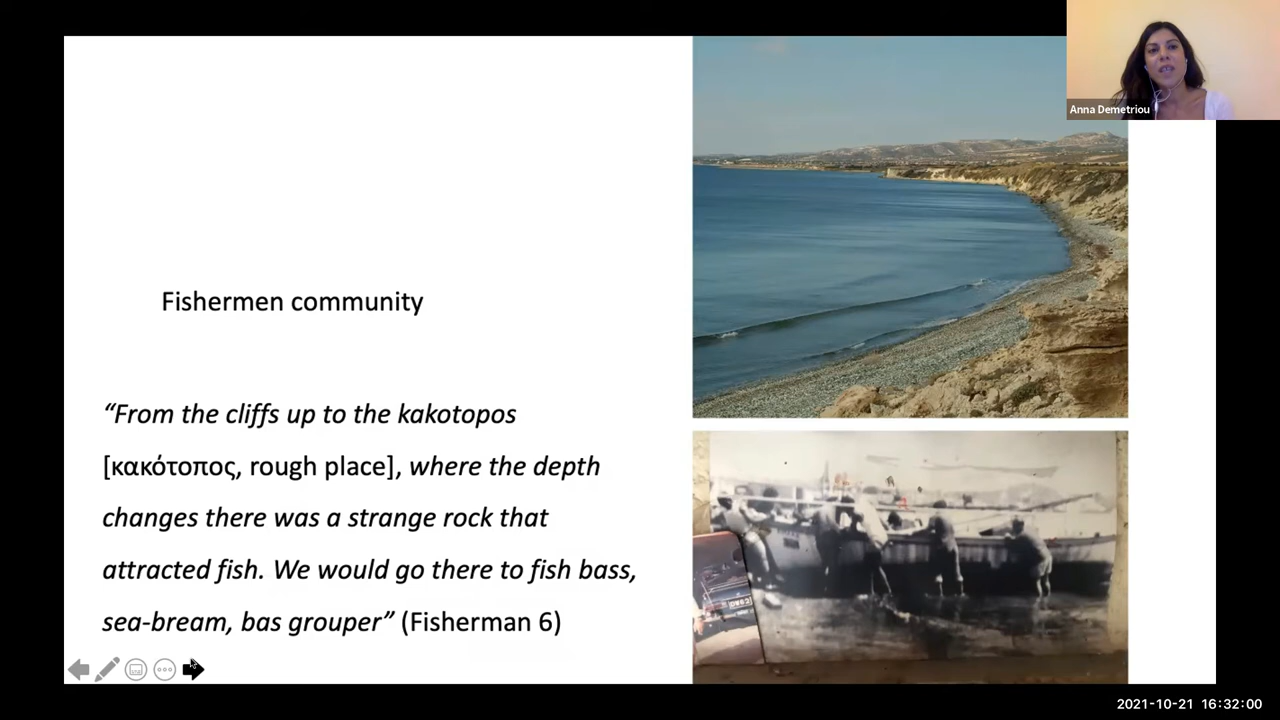 Anna Demetriou
Fishermen community
“From the cliffs up to the kakotopos
[κακότοπος, rough place], where the depth
changes there was a strange rock that
attracted fish. We would go there to fish bass,
sea-bream, bas grouper” (Fisherman 6)
2021-10-21 16:32:00